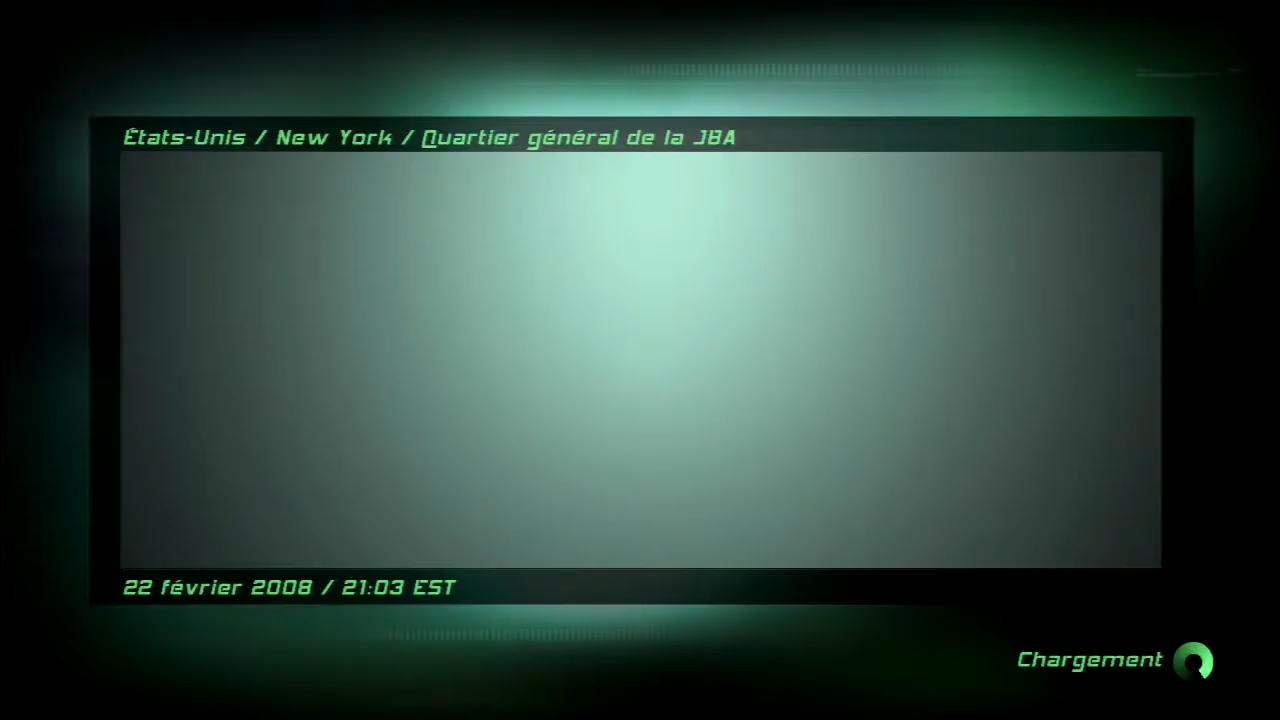 États-Unis / New York / Quartier général de la JBA
22 février 2008 / 21:03 EST
Chargement